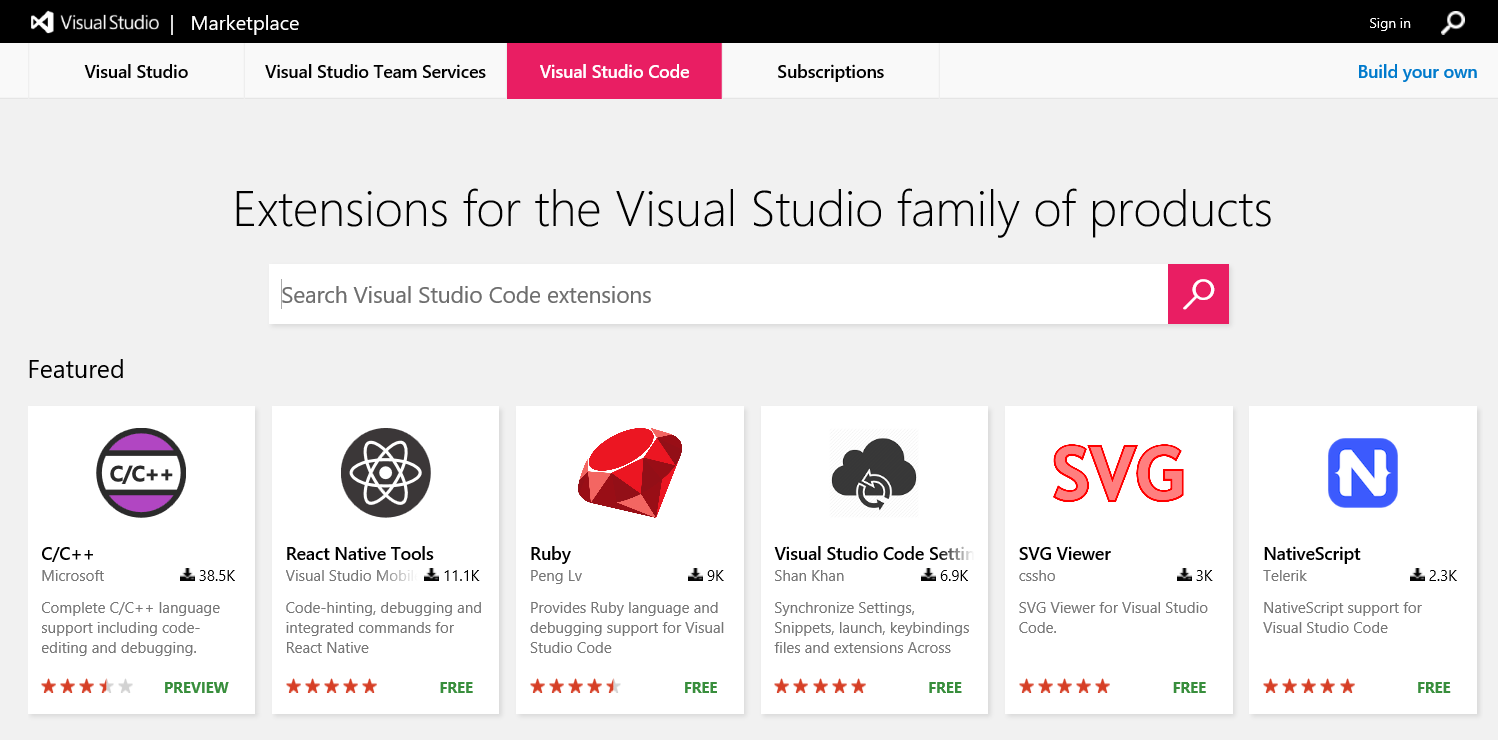 Visual Studio | Marketplace
Sign in
Visual Studio
Visual Studio Team Services
Visual Studio Code
Subscriptions
Build your own
Extensions for the Visual Studio family of products
Search Visual Studio Code extensions
Featured
C/C++
C/C++
Microsoft 38.5K
Complete C/C++ language
support including code-
editing and debugging.
PREVIEW
React Native Tools
Visual Studio Mobil 11.1K
Code-hinting, debugging and
integrated commands for
React Native
FREE
Ruby
Peng Lv 9K
Provides Ruby language and
debugging support for Visual
Studio Code
FREE
Visual Studio Code Settin
Shan Khan 6.9K
Synchronize Settings,
Snippets, launch, keybindings
files and extensions Across
FREE
SVG
SVG Viewer
cssho 3K
SVG Viewer for Visual Studio
Code.
FREE
N
NativeScript
Telerik 2.3K
NativeScript support for
Visual Studio Code
FREE